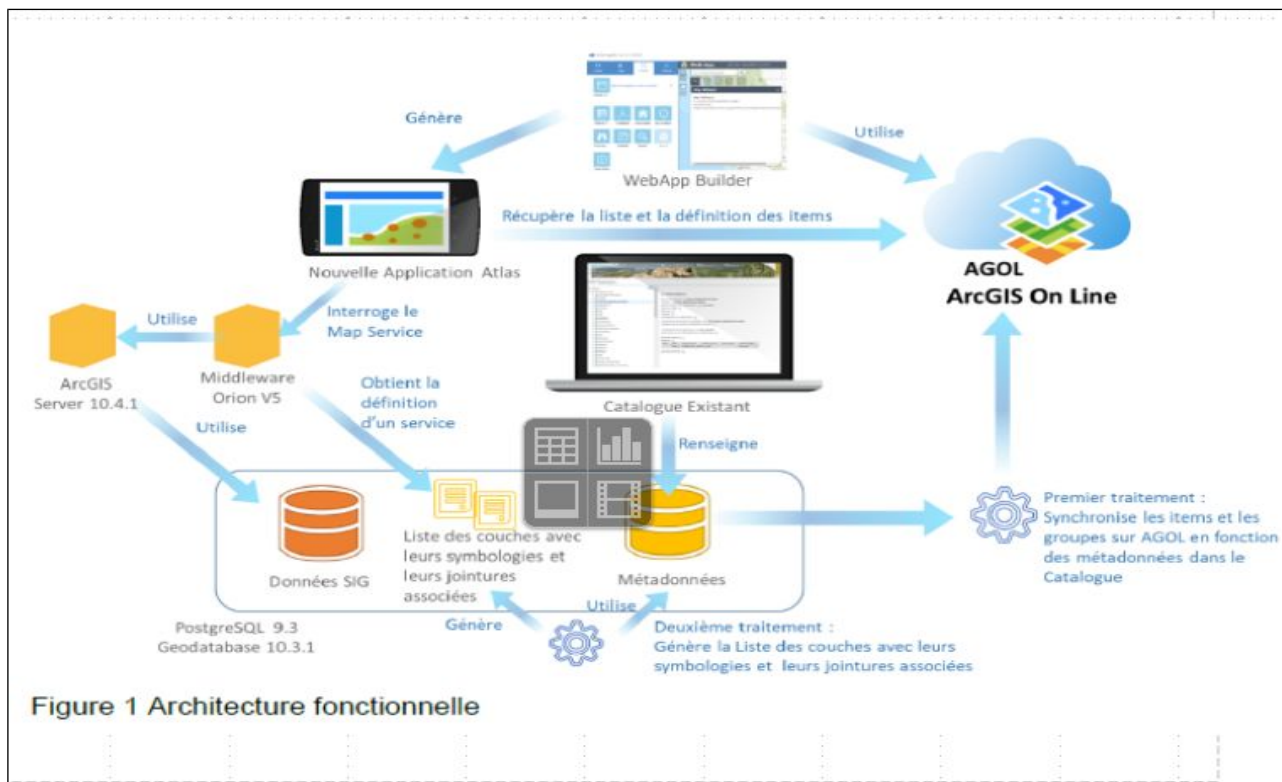 Génère
Utilise
WebApp Builder
Récupère la liste et la définition des items
Nouvelle Application Atlas
AGOL
ArcGIS On Line
Utilise
Interroge le
Map Service
ArcGIS
Server 10.4.1
Middleware
Orion V5
Obtient la
définition
d'un service
Catalogue Existant
Utilise
Renseigne
Premier traitement :
Synchronise les items et les
groupes sur AGOL en fonction
des métadonnées dans le
Catalogue
Liste des couches avec
leurs symbologies et
leurs jointures
associées
Données SIG
Métadonnées
Utilise
Génère
PostgreSQL 9.3
Geodatabase 10.3.1
Deuxième traitement :
Génère la Liste des couches avec leurs
symbologies et leurs jointures associées
Figure 1 Architecture fonctionnelle